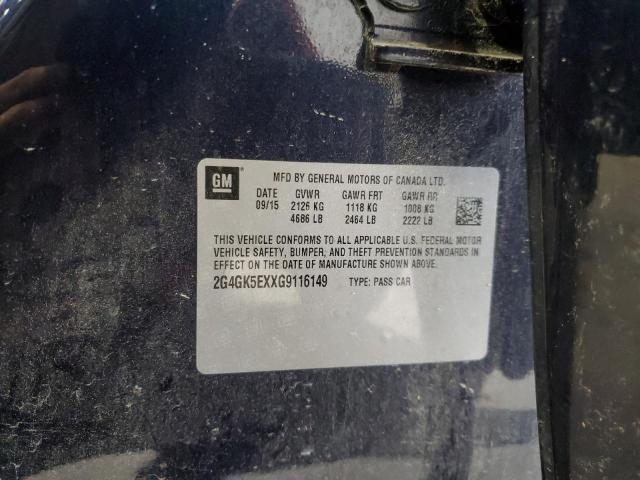 GM
MFD BY GENERAL MOTORS OF CANADA LTD.
DATE GVWR GAWR FRT GAWR RR
09/15 2126 KG 1118 KG 1008 KG
4686 LB 2464 LB 2222 LB
THIS VEHICLE CONFORMS TO ALL APPLICABLE U.S. FEDERAL MOTOR
VEHICLE SAFETY, BUMPER, AND THEFT PREVENTION STANDARDS IN
EFFECT ON THE DATE OF MANUFACTURE SHOWN ABOVE.
2G4GK5EXXG9116149 TYPE: PASS CAR